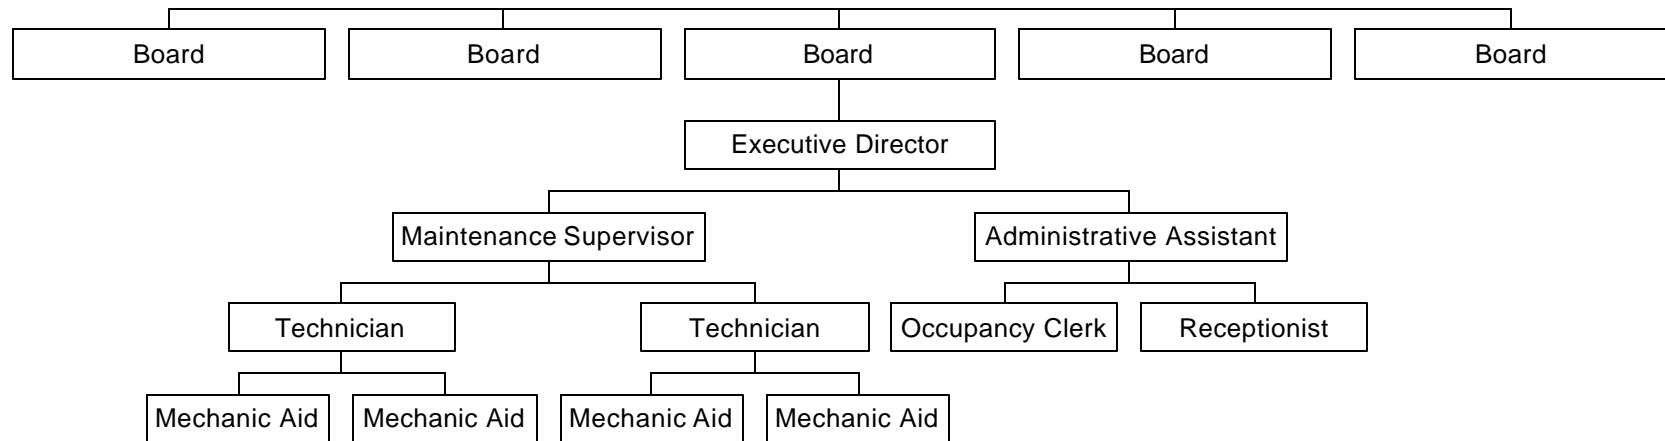 Board
Board
Board
Board
Board
Executive Director
Maintenance Supervisor
Administrative Assistant
Technician
Technician
Occupancy Clerk
Receptionist
Mechanic Aid
Mechanic Aid
Mechanic Aid
Mechanic Aid